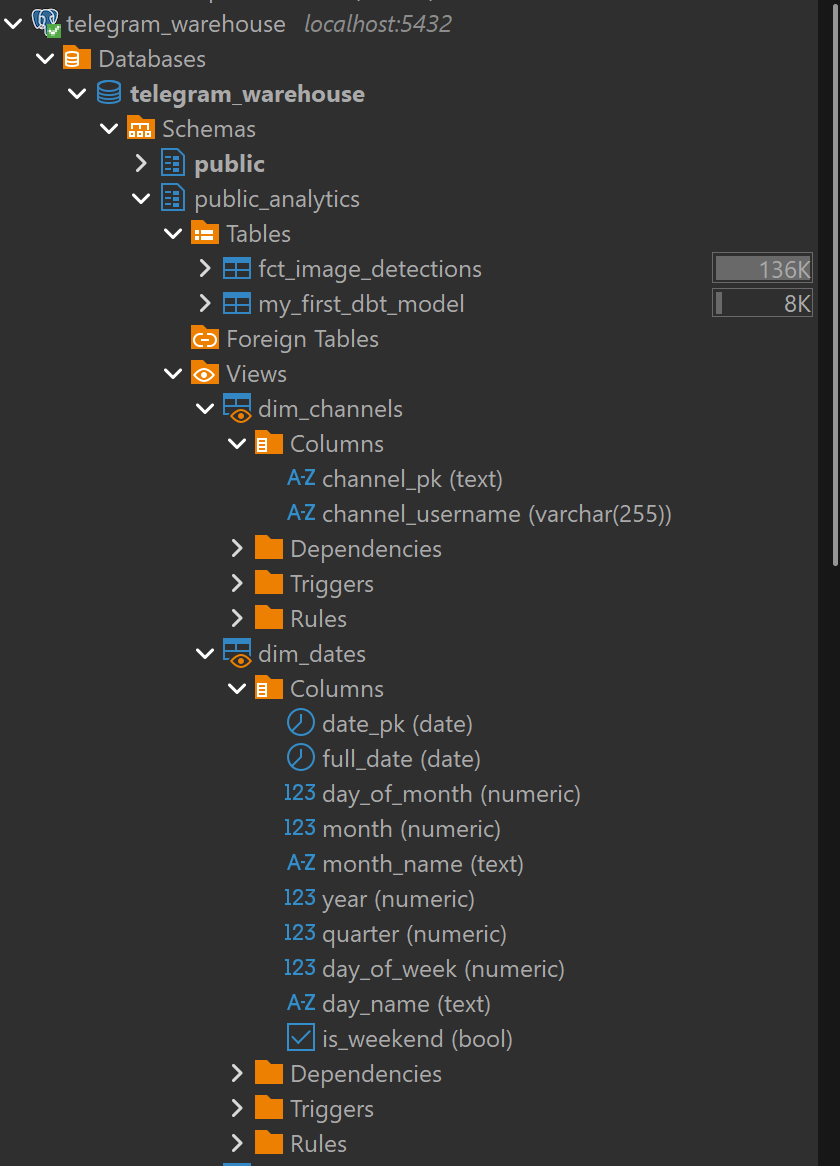 telegram_warehouse localhost:5432
Databases
telegram_warehouse
Schemas
public
public_analytics
Tables
fct_image_detections 136K
my_first_dbt_model 8K
Foreign Tables
Views
dim_channels
Columns
A-Z channel_pk (text)
A-Z channel_username (varchar(255))
Dependencies
Triggers
Rules
dim_dates
Columns
date_pk (date)
full_date (date)
123 day_of_month (numeric)
123 month (numeric)
A-Z month_name (text)
123 year (numeric)
123 quarter (numeric)
123 day_of_week (numeric)
A-Z day_name (text)
is_weekend (bool)
Dependencies
Triggers
Rules